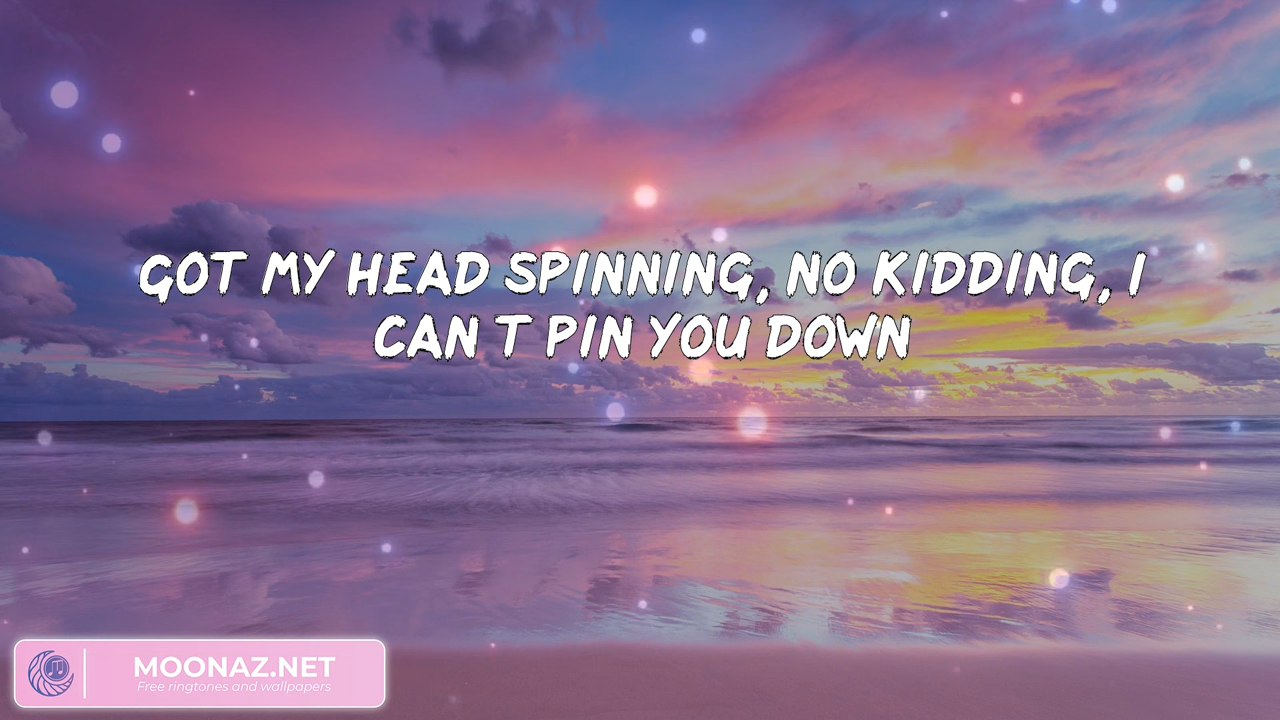 GOT MY HEAD SPINNING, NO KIDDING, I
CAN T PIN YOU DOWN
MOONAZ.NET
Free ringtones and wallpapers